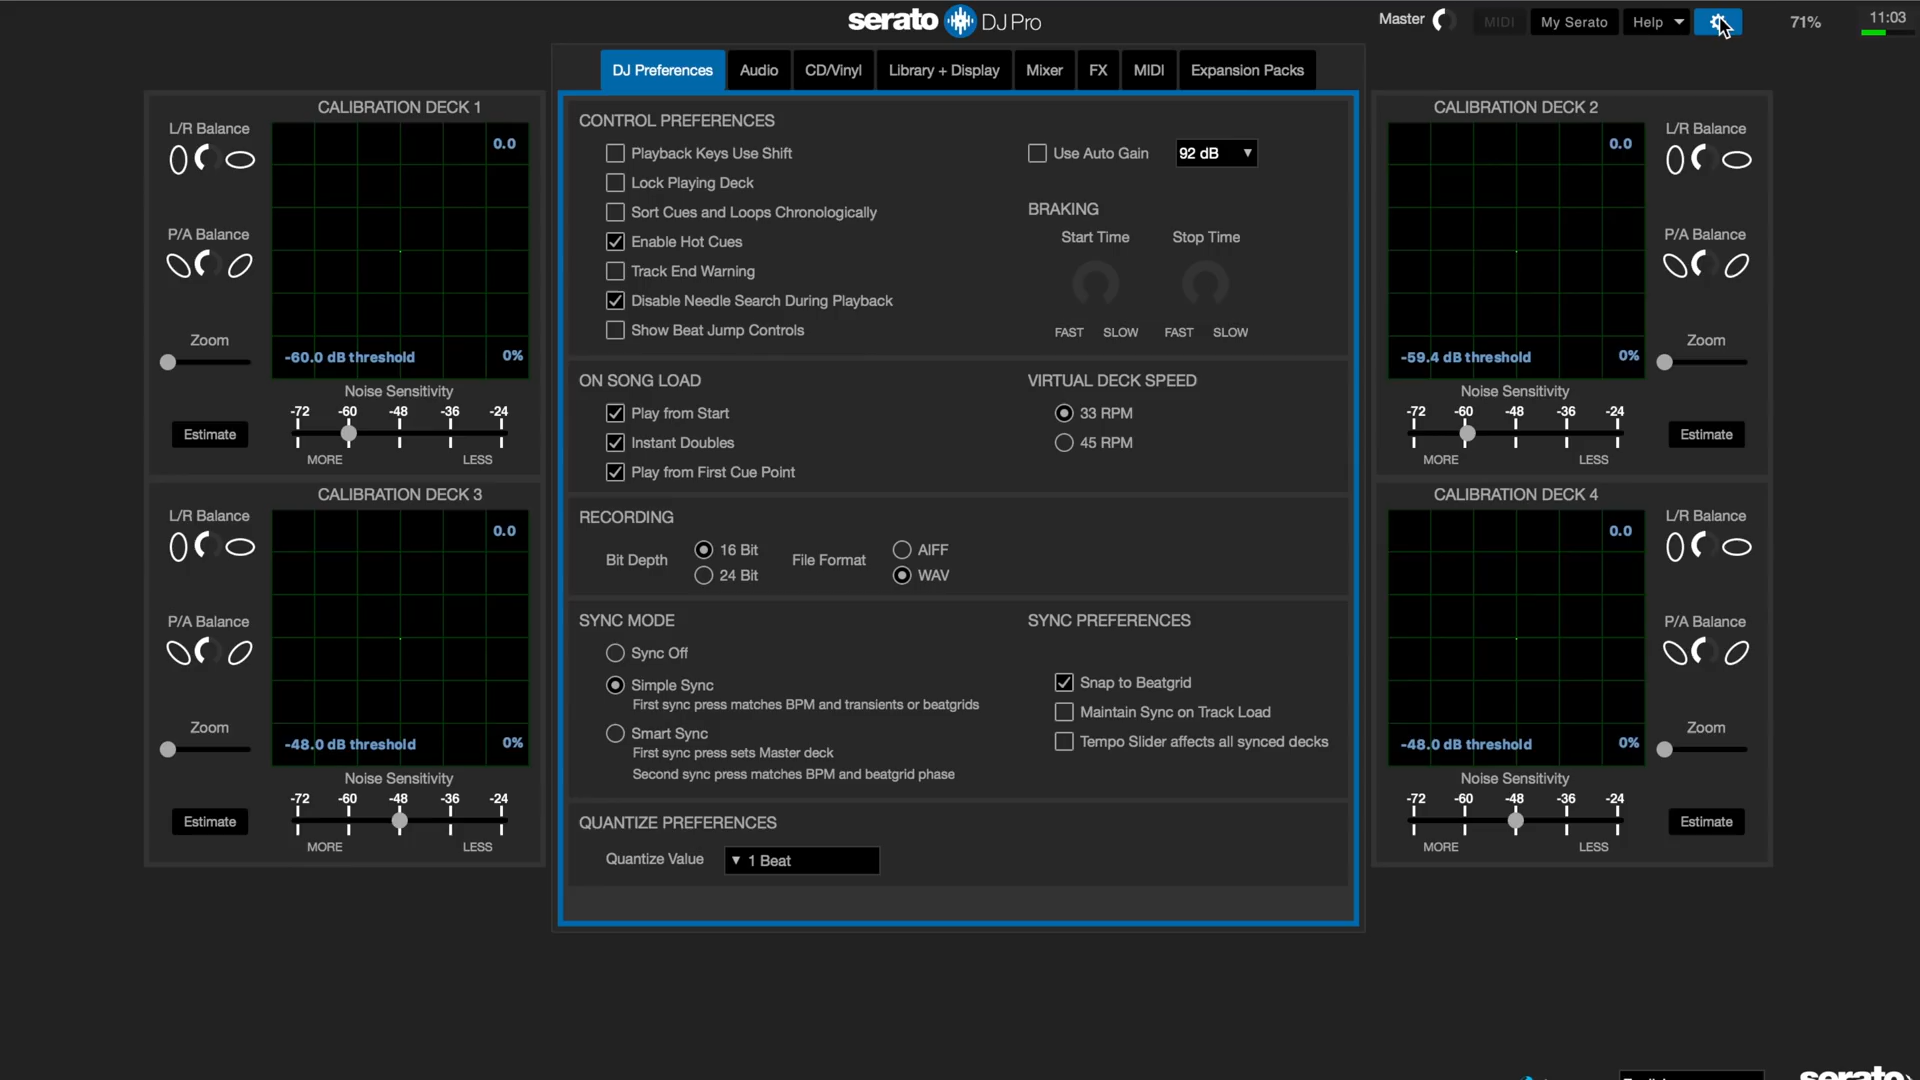 serato DJ Pro
Master
MIDI
My Serato
Help
71%
11:03
DJ Preferences
Audio
CD/Vinyl
Library + Display
Mixer
FX
MIDI
Expansion Packs
CALIBRATION DECK 1
L/R Balance
0.0
P/A Balance
Zoom
-60.0 dB threshold
0%
Noise Sensitivity
-72 -60 -48 -36 -24
Estimate
MORE LESS
CALIBRATION DECK 3
L/R Balance
0.0
P/A Balance
Zoom
-48.0 dB threshold
0%
Noise Sensitivity
-72 -60 -48 -36 -24
Estimate
MORE LESS
CONTROL PREFERENCES
Playback Keys Use Shift
Lock Playing Deck
Sort Cues and Loops Chronologically
Enable Hot Cues
Track End Warning
Disable Needle Search During Playback
Show Beat Jump Controls
Use Auto Gain
92 dB
BRAKING
Start Time Stop Time
FAST SLOW FAST SLOW
ON SONG LOAD
Play from Start
Instant Doubles
Play from First Cue Point
VIRTUAL DECK SPEED
33 RPM
45 RPM
RECORDING
Bit Depth
16 Bit
24 Bit
File Format
AIFF
WAV
SYNC MODE
Sync Off
Simple Sync
First sync press matches BPM and transients or beatgrids
Smart Sync
First sync press sets Master deck
Second sync press matches BPM and beatgrid phase
SYNC PREFERENCES
Snap to Beatgrid
Maintain Sync on Track Load
Tempo Slider affects all synced decks
QUANTIZE PREFERENCES
Quantize Value
1 Beat
CALIBRATION DECK 2
0.0
L/R Balance
P/A Balance
Zoom
-59.4 dB threshold
0%
Noise Sensitivity
-72 -60 -48 -36 -24
Estimate
MORE LESS
CALIBRATION DECK 4
0.0
L/R Balance
P/A Balance
Zoom
-48.0 dB threshold
0%
Noise Sensitivity
-72 -60 -48 -36 -24
Estimate
MORE LESS
serato